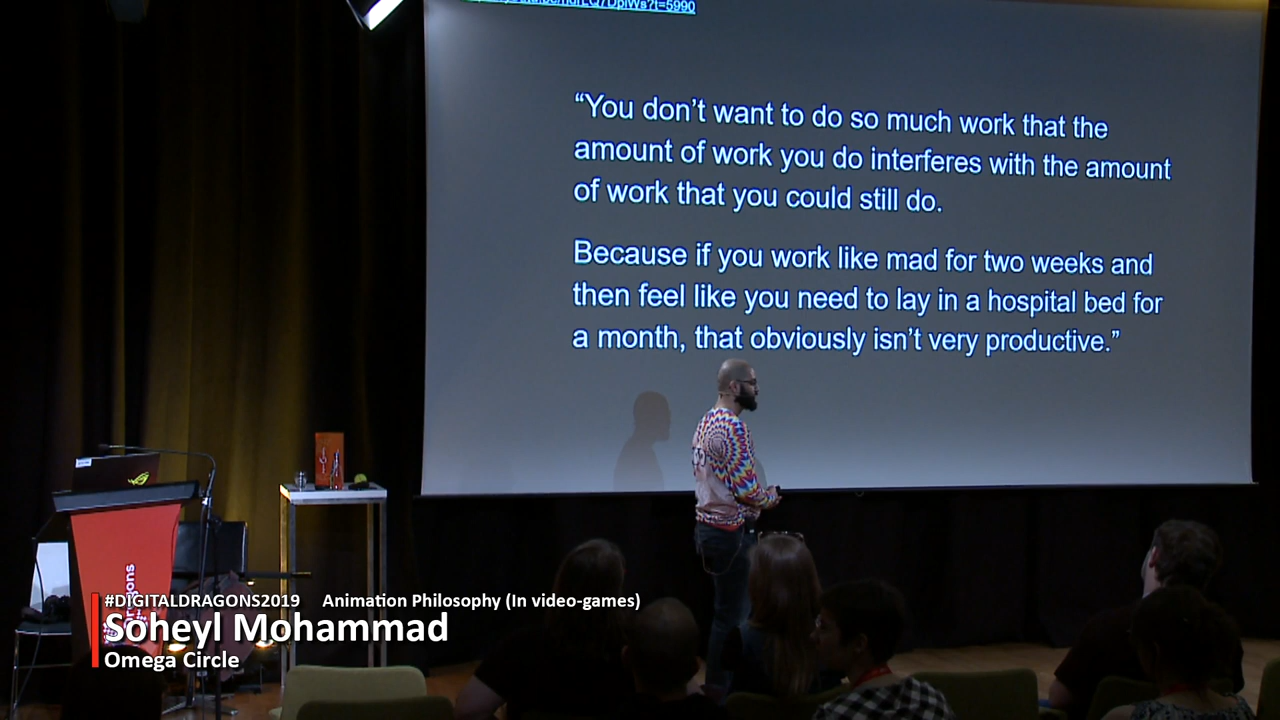 “You don’t want to do so much work that the
amount of work you do interferes with the amount
of work that you could still do.
Because if you work like mad for two weeks and
then feel like you need to lay in a hospital bed for
a month, that obviously isn’t very productive.”
#DIGITALDRAGONS2019 Animation Philosophy (In video-games)
Soheyl Mohammad
Omega Circle